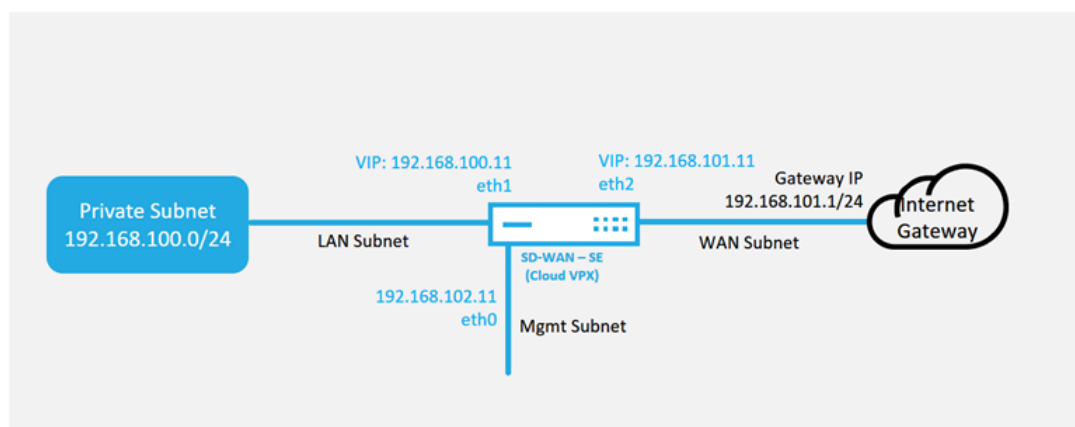 VIP: 192.168.100.11
eth1
VIP: 192.168.101.11
eth2
Gateway IP
192.168.101.1/24
Internet
Gateway
Private Subnet
192.168.100.0/24
LAN Subnet
WAN Subnet
SD-WAN – SE
(Cloud VPX)
192.168.102.11
eth0
Mgmt Subnet